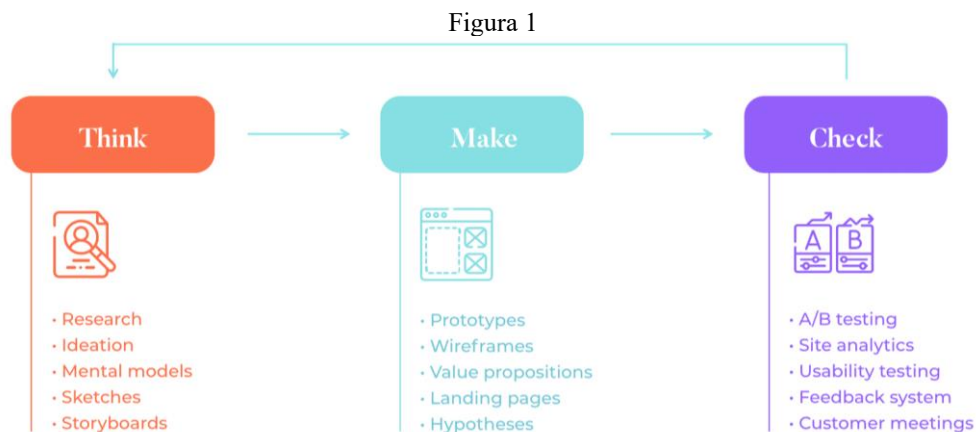 Figura 1
Think
Make
Check
A B
• Research
• Ideation
• Mental models
• Sketches
• Storyboards
• Prototypes
• Wireframes
• Value propositions
• Landing pages
• Hypotheses
• A/B testing
• Site analytics
• Usability testing
• Feedback system
• Customer meetings